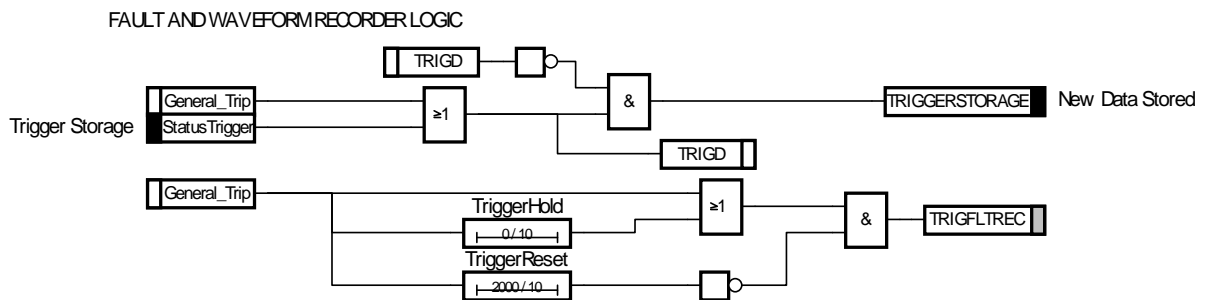 FAULT AND WAVEFORM RECORDER LOGIC
TRIGD
General_Trip
&
TRIGGERSTORAGE New Data Stored
Trigger Storage StatusTrigger
≥1
TRIGD
General_Trip
TriggerHold
≥1
0/10
&
TRIGFLTREC
TriggerReset
2000/10